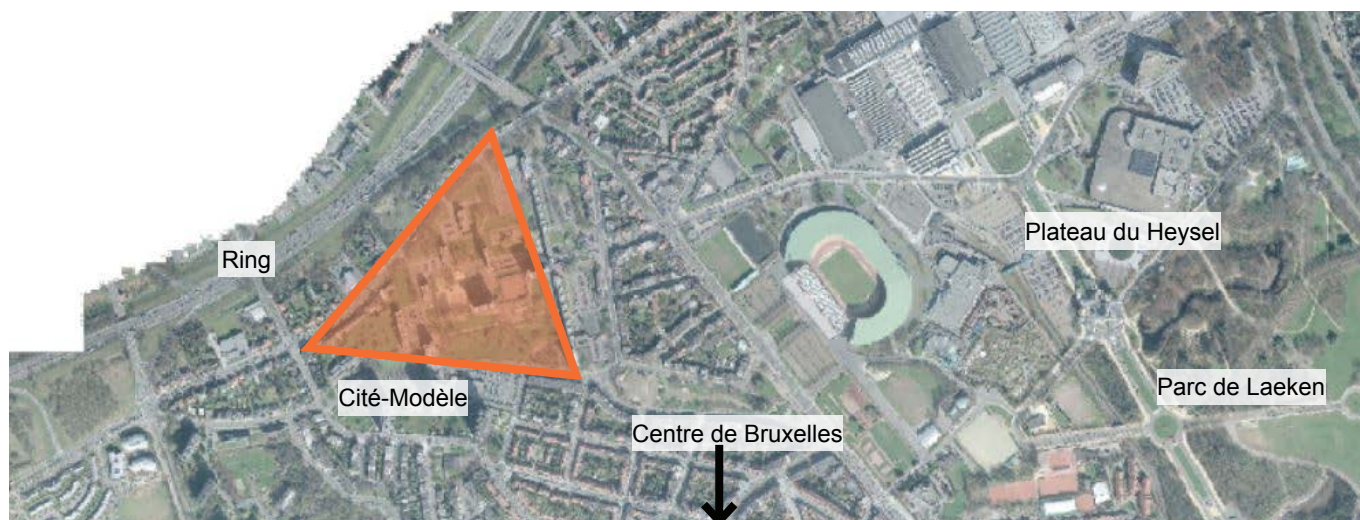 Ring
Plateau du Heysel
Cité-Modèle
Parc de Laeken
Centre de Bruxelles